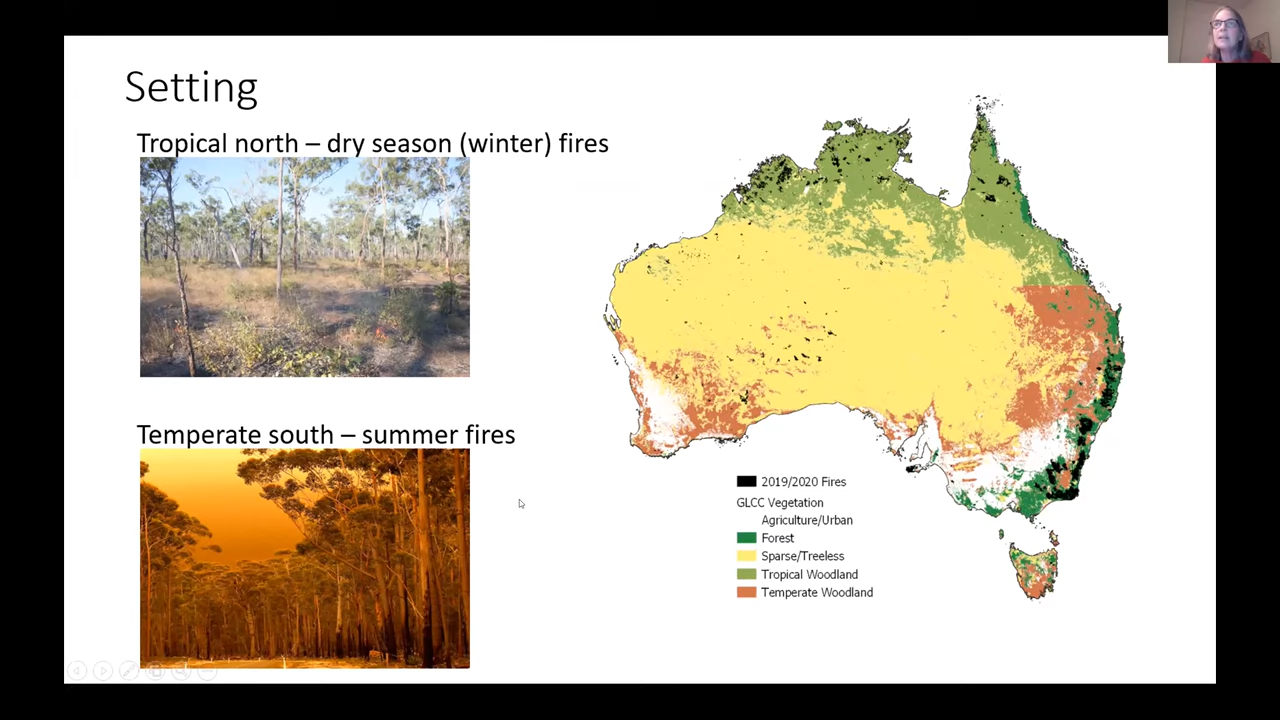 Setting
Tropical north – dry season (winter) fires
Temperate south – summer fires
2019/2020 Fires
GLCC Vegetation
Agriculture/Urban
Forest
Sparse/Treeless
Tropical Woodland
Temperate Woodland